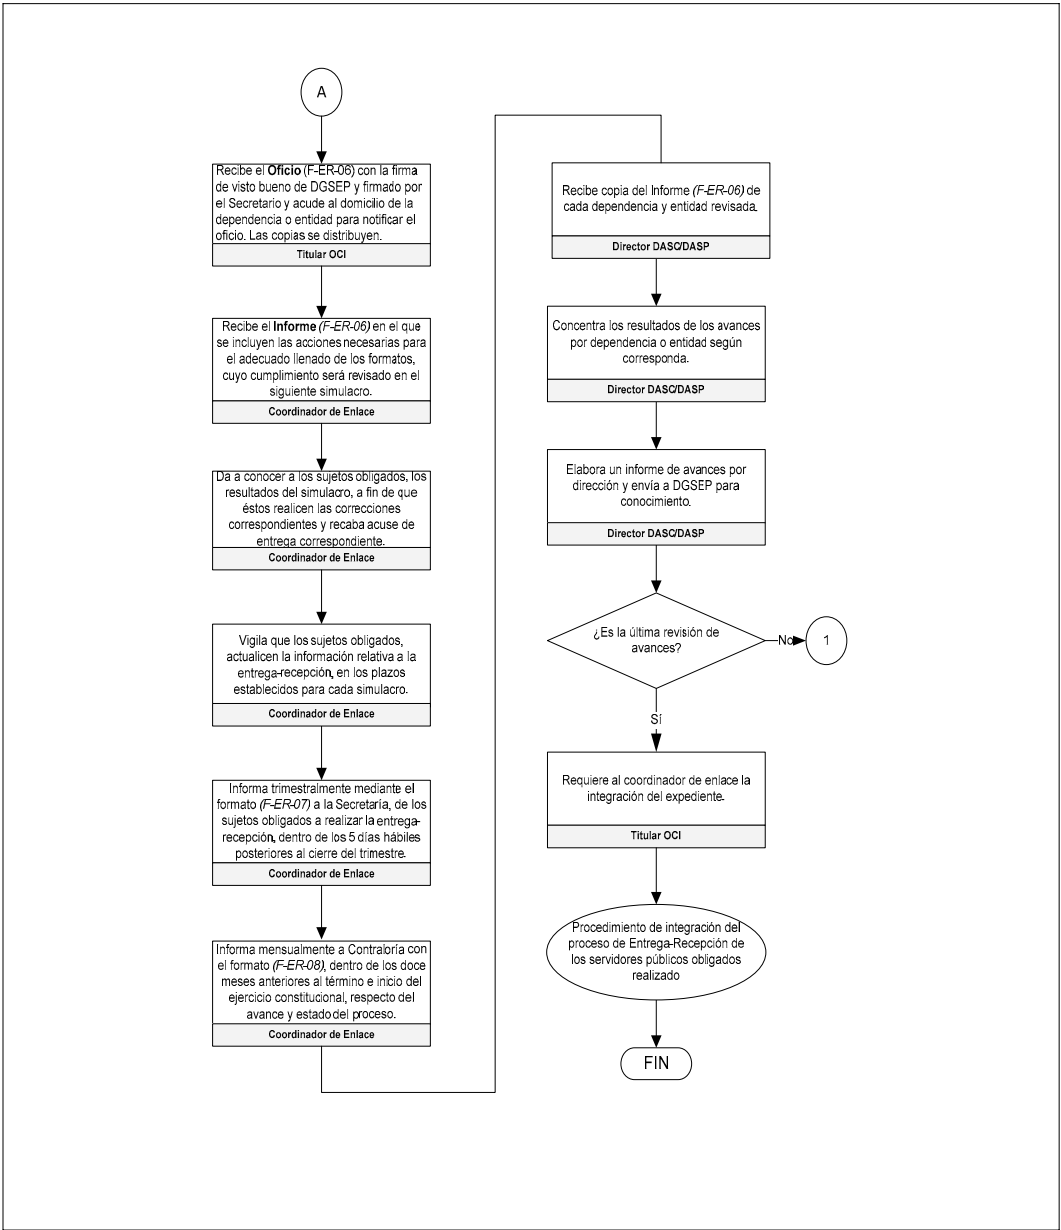 A
Recibe el Oficio (F-ER-06) con la firma
de visto bueno de DGSEP y firmado por
el Secretario y acude al domicilio de la
dependencia o entidad para notificar el
oficio. Las copias se distribuyen.
Titular OCI
Recibe el Informe (F-ER-06) en el que
se incluyen las acciones necesarias para
el adecuado llenado de los formatos,
cuyo cumplimiento será revisado en el
siguiente simulacro.
Coordinador de Enlace
Da a conocer a los sujetos obligados, los
resultados del simulacro, a fin de que
éstos realicen las correcciones
correspondientes y recaba acuse de
entrega correspondiente.
Coordinador de Enlace
Vigila que los sujetos obligados,
actualicen la información relativa a la
entrega-recepción, en los plazos
establecidos para cada simulacro.
Coordinador de Enlace
Informa trimestralmente mediante el
formato (F-ER-07) a la Secretaría, de los
sujetos obligados a realizar la entrega-
recepción, dentro de los 5 días hábiles
posteriores al cierre del trimestre.
Coordinador de Enlace
Informa mensualmente a Contraloría con
el formato (F-ER-08), dentro de los doce
meses anteriores al término e inicio del
ejercicio constitucional, respecto del
avance y estado del proceso.
Coordinador de Enlace
Recibe copia del Informe (F-ER-06) de
cada dependencia y entidad revisada.
Director DASC/DASP
Concentra los resultados de los avances
por dependencia o entidad según
corresponda.
Director DASC/DASP
Elabora un informe de avances por
dirección y envía a DGSEP para
conocimiento.
Director DASC/DASP
¿Es la última revisión de
avances?
No
1
Sí
Requiere al coordinador de enlace la
integración del expediente.
Titular OCI
Procedimiento de integración del
proceso de Entrega-Recepción de
los servidores públicos obligados
realizado
FIN